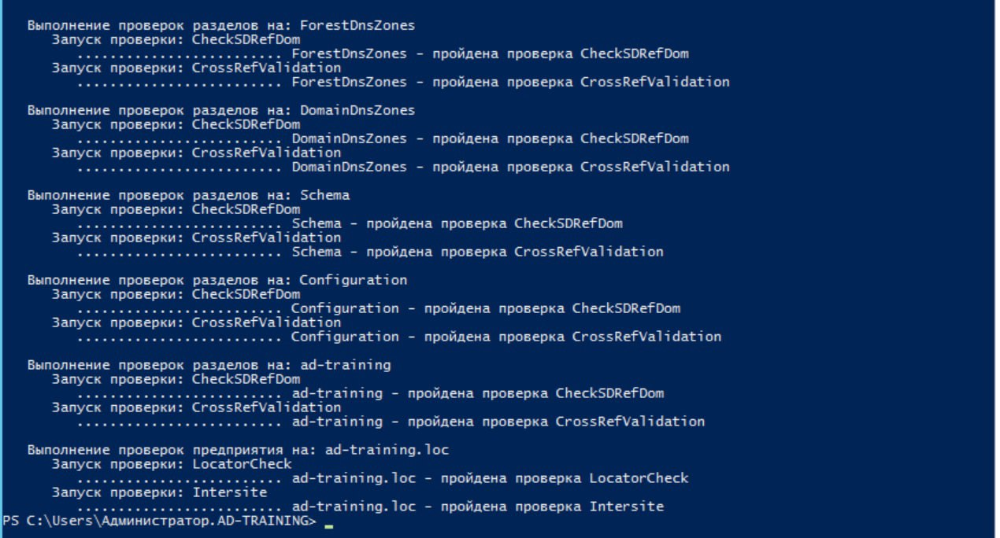 Выполнение проверок разделов на: ForestDnsZones
Запуск проверки: CheckSDRefDom
......................... ForestDnsZones - пройдена проверка CheckSDRefDom
Запуск проверки: CrossRefValidation
......................... ForestDnsZones - пройдена проверка CrossRefValidation
Выполнение проверок разделов на: DomainDnsZones
Запуск проверки: CheckSDRefDom
......................... DomainDnsZones - пройдена проверка CheckSDRefDom
Запуск проверки: CrossRefValidation
......................... DomainDnsZones - пройдена проверка CrossRefValidation
Выполнение проверок разделов на: Schema
Запуск проверки: CheckSDRefDom
......................... Schema - пройдена проверка CheckSDRefDom
Запуск проверки: CrossRefValidation
......................... Schema - пройдена проверка CrossRefValidation
Выполнение проверок разделов на: Configuration
Запуск проверки: CheckSDRefDom
......................... Configuration - пройдена проверка CheckSDRefDom
Запуск проверки: CrossRefValidation
......................... Configuration - пройдена проверка CrossRefValidation
Выполнение проверок разделов на: ad-training
Запуск проверки: CheckSDRefDom
......................... ad-training - пройдена проверка CheckSDRefDom
Запуск проверки: CrossRefValidation
......................... ad-training - пройдена проверка CrossRefValidation
Выполнение проверок предприятия на: ad-training.loc
Запуск проверки: LocatorCheck
......................... ad-training.loc - пройдена проверка LocatorCheck
Запуск проверки: Intersite
......................... ad-training.loc - пройдена проверка Intersite
PS C:\Users\Администратор.AD-TRAINING> _